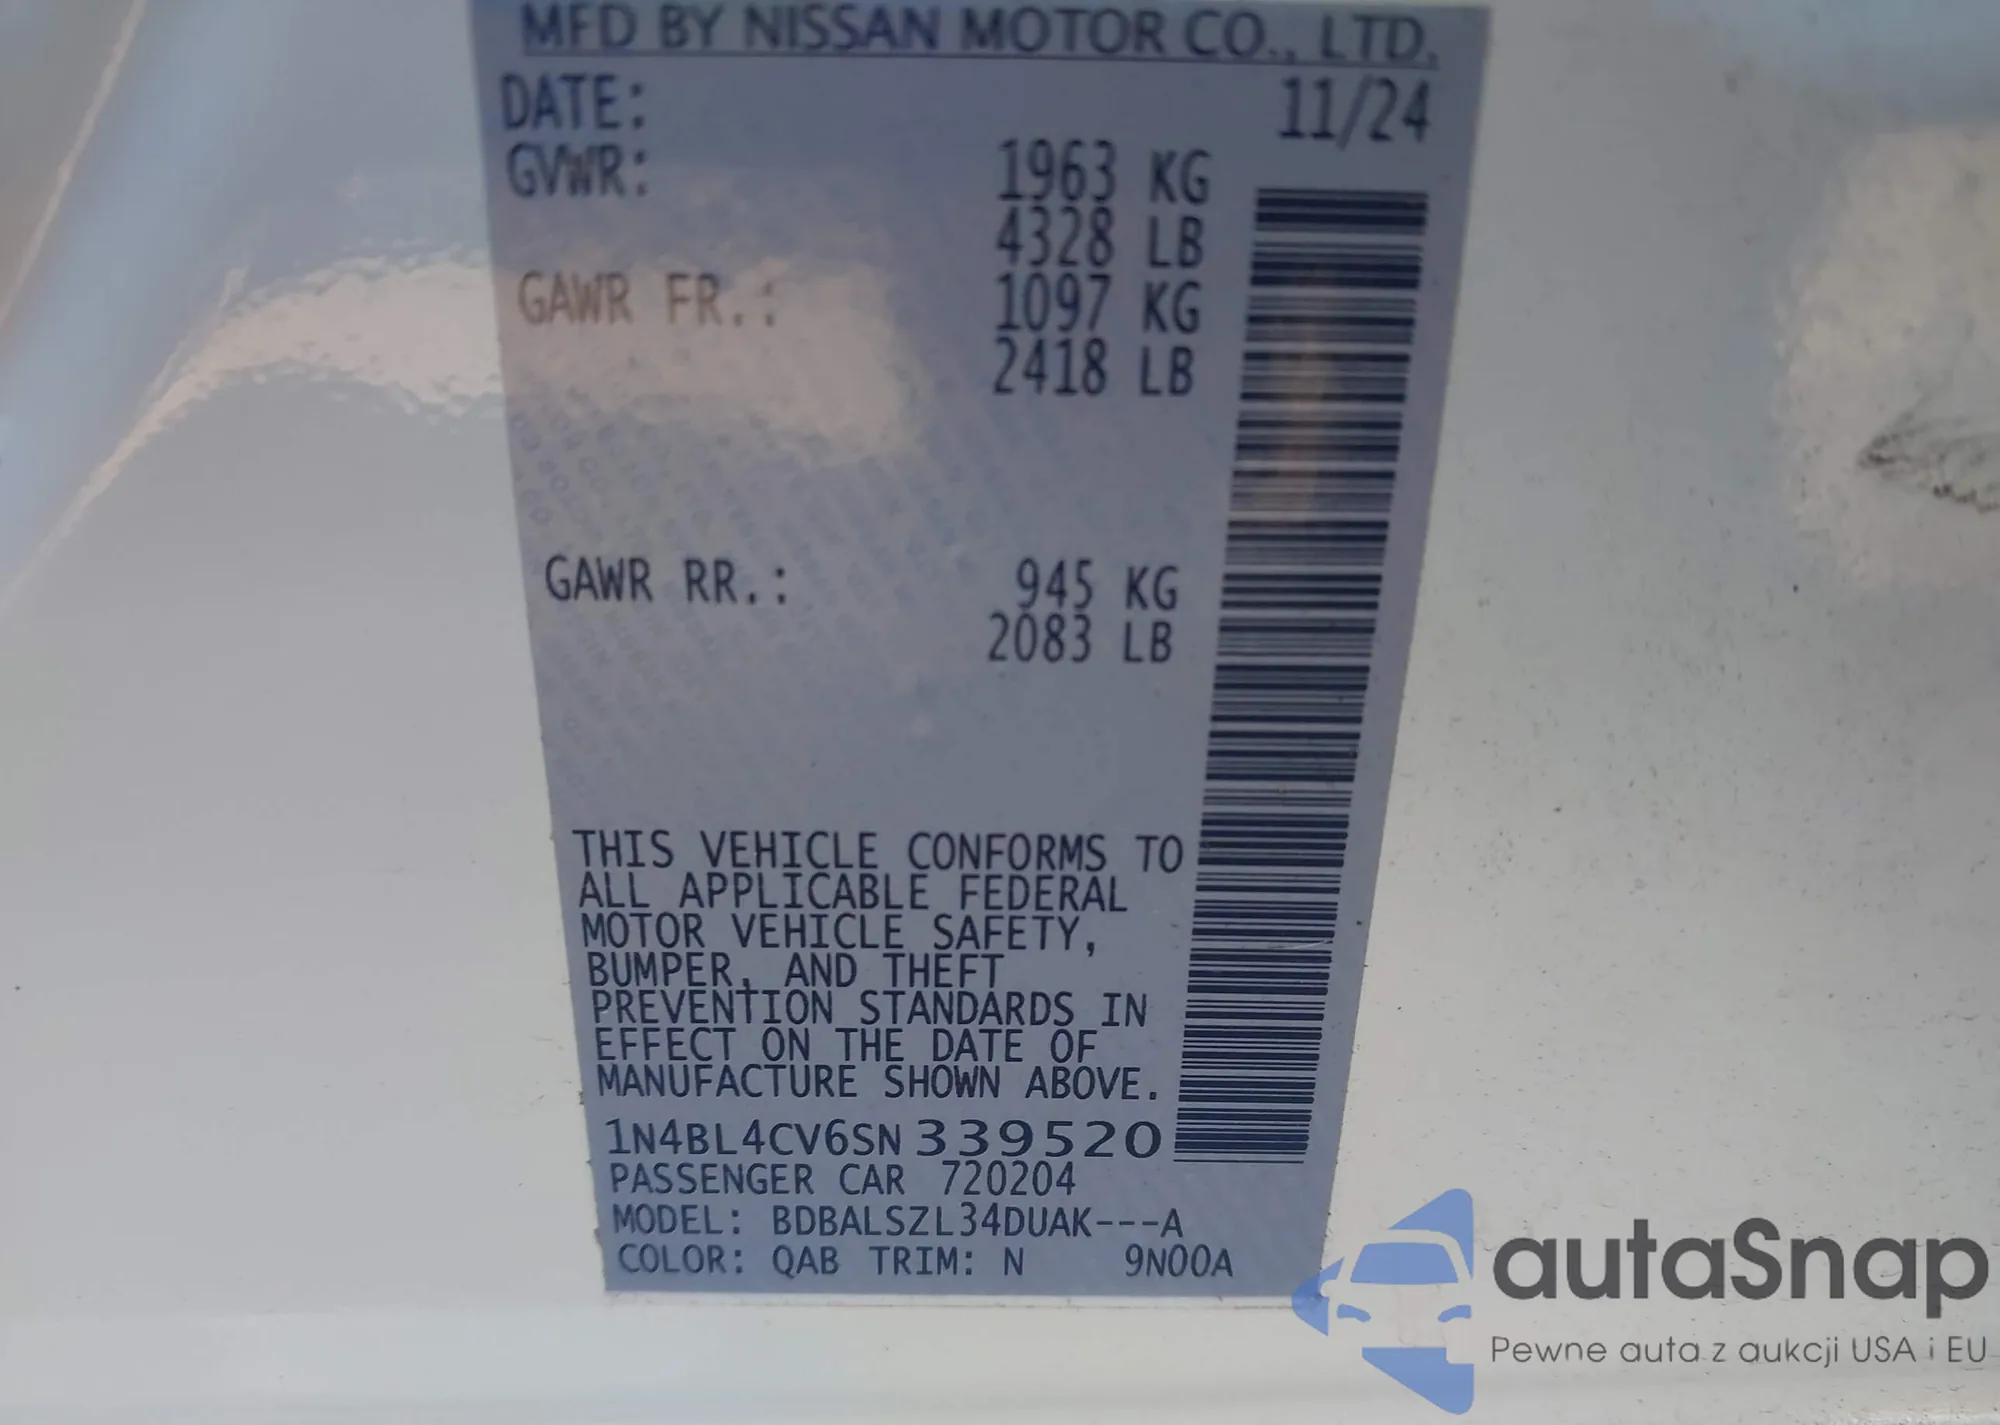 MFD BY NISSAN MOTOR CO., LTD.
DATE: 11/24
GVWR: 1963 KG
4328 LB
GAWR FR.: 1097 KG
2418 LB
GAWR RR.: 945 KG
2083 LB
THIS VEHICLE CONFORMS TO
ALL APPLICABLE FEDERAL
MOTOR VEHICLE SAFETY,
BUMPER, AND THEFT
PREVENTION STANDARDS IN
EFFECT ON THE DATE OF
MANUFACTURE SHOWN ABOVE.
1N4BL4CV6SN339520
PASSENGER CAR 720204
MODEL: BDBALSZL34DUAK---A
COLOR: QAB TRIM: N 9N00A
autaSnap
Pewne auta z aukcji USA i EU